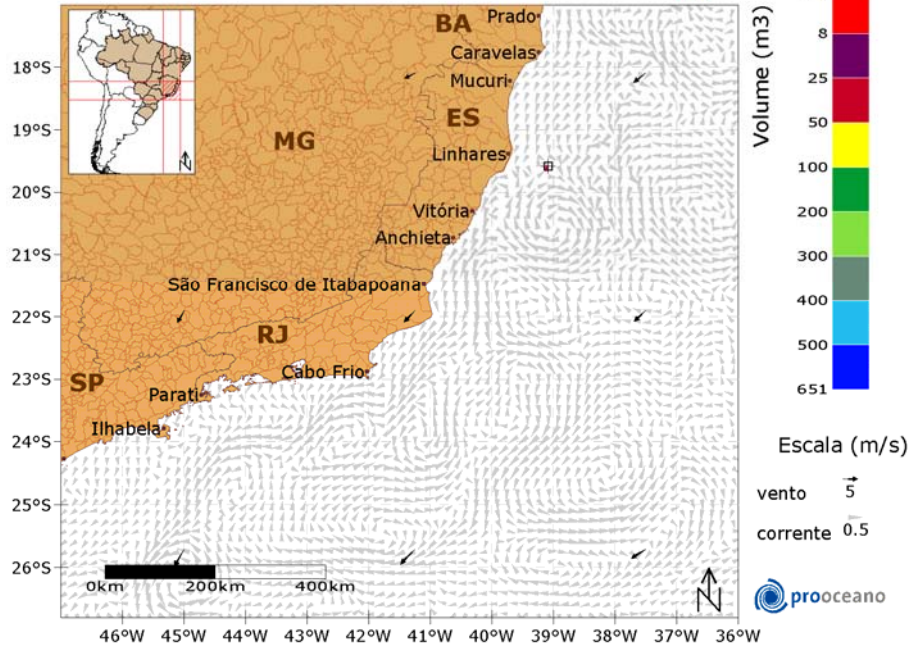 BA
Prado
Caravelas
Mucuri
ES
MG
Linhares
Vitória
Anchieta
São Francisco de Itabapoana
RJ
Cabo Frio
SP
Parati
Ilhabela
18°S
19°S
20°S
21°S
22°S
23°S
24°S
25°S
26°S
0km
200km
400km
N
N
46°W
45°W
44°W
43°W
42°W
41°W
40°W
39°W
38°W
37°W
36°W
Volume (m3)
8
25
50
100
200
300
400
500
651
Escala (m/s)
vento
5
corrente
0.5
prooceano